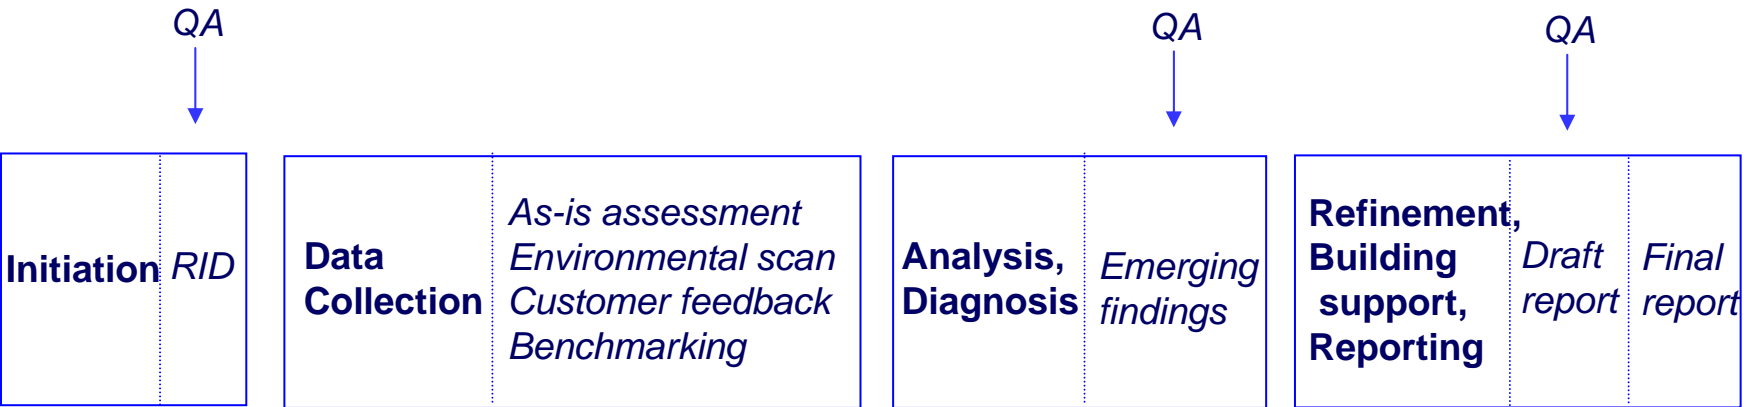 QA
QA
QA
Initiation
RID
Data
Collection
As-is assessment
Environmental scan
Customer feedback
Benchmarking
Analysis,
Diagnosis
Emerging
findings
Refinement,
Building
support,
Reporting
Draft
report
Final
report